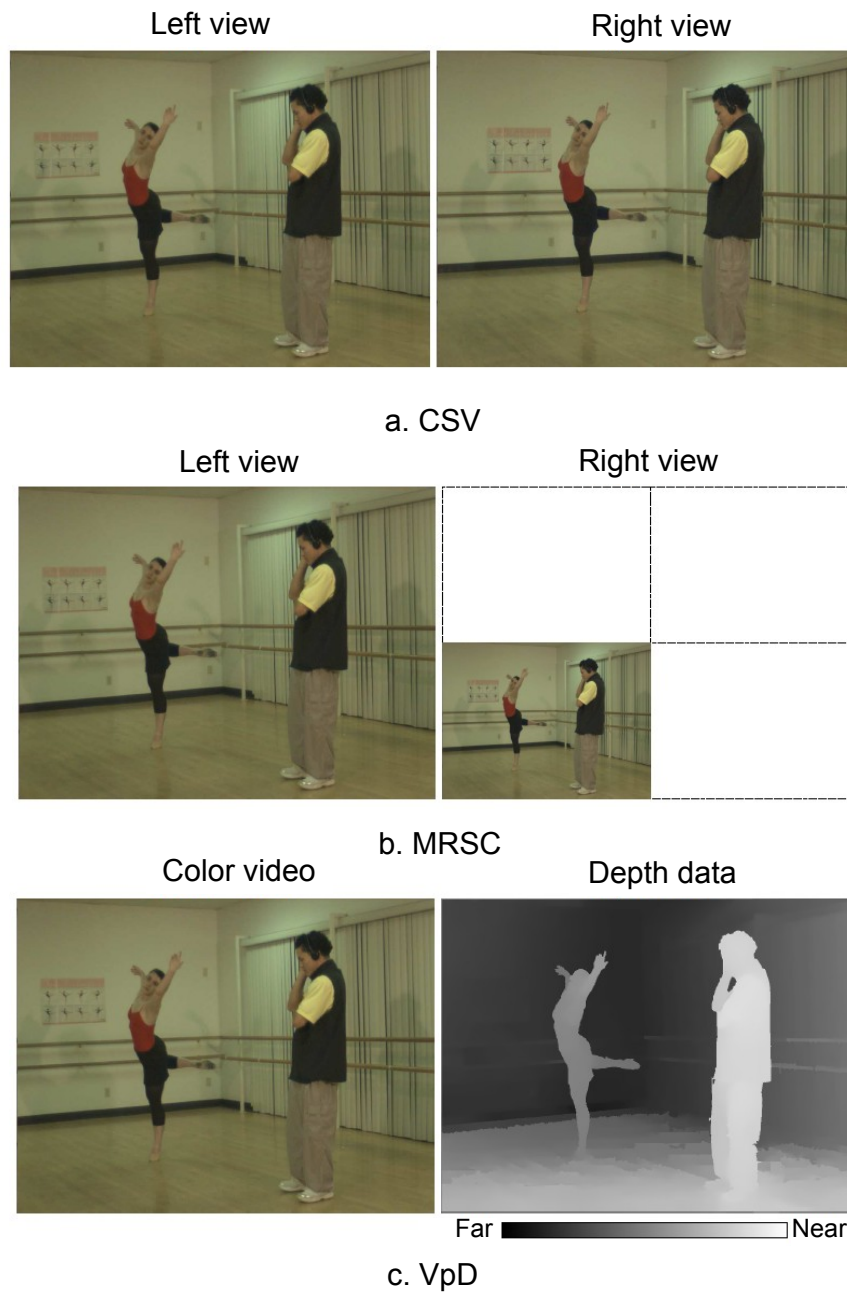 Left view Right view
a. CSV
Left view Right view
b. MRSC
Color video Depth data
Far Near
c. VpD